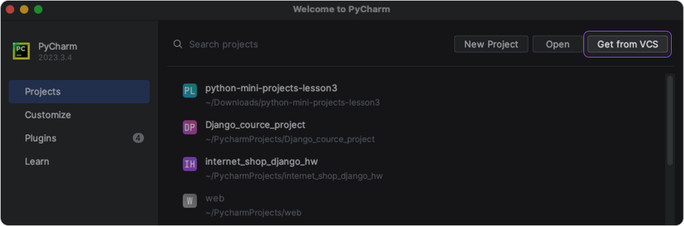 Welcome to PyCharm
PC
PyCharm
2023.3.4
Search projects
New Project
Open
Get from VCS
Projects
Customize
Plugins
4
Learn
PL
python-mini-projects-lesson3
~/Downloads/python-mini-projects-lesson3
DP
Django_cource_project
~/PycharmProjects/Django_cource_project
IH
internet_shop_django_hw
~/PycharmProjects/internet_shop_django_hw
W
web
~/PycharmProjects/web